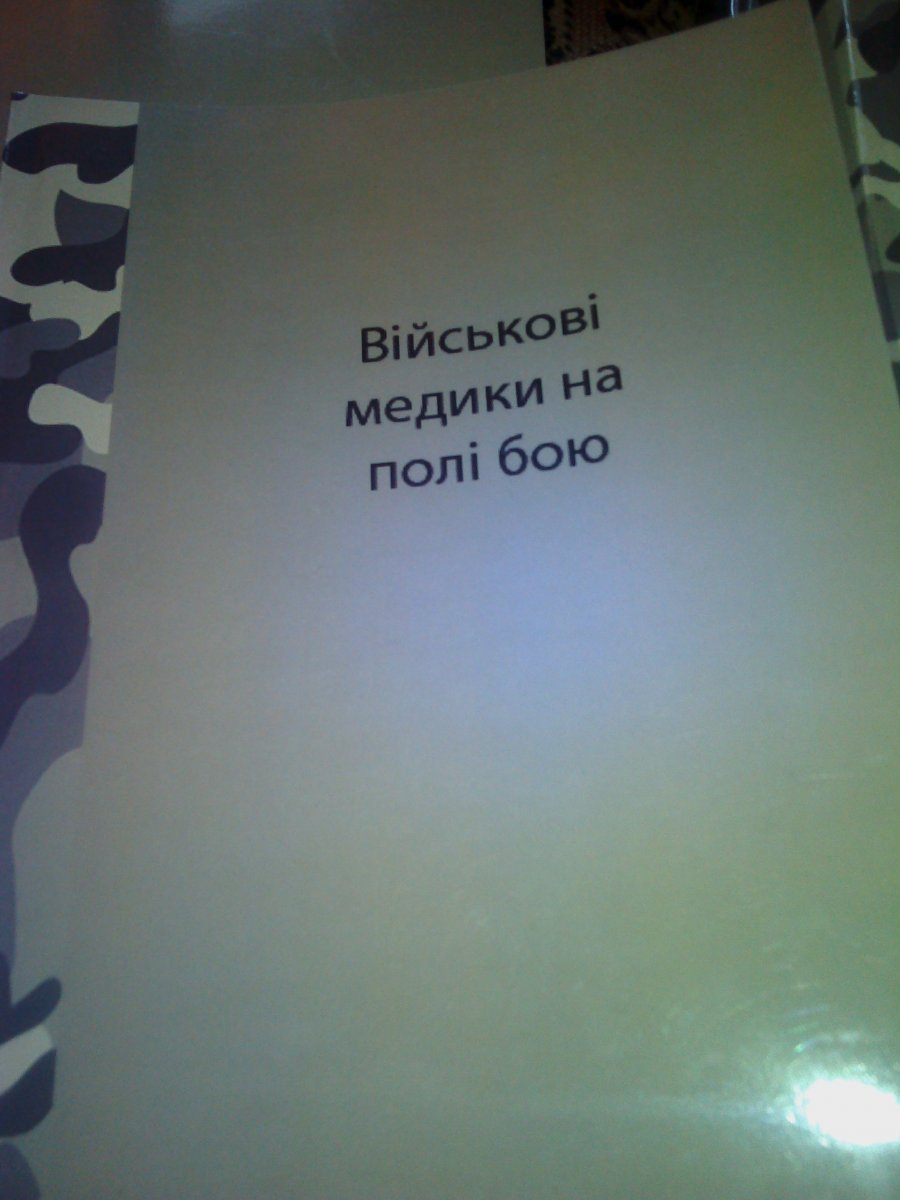 Військові
медики на
полі бою